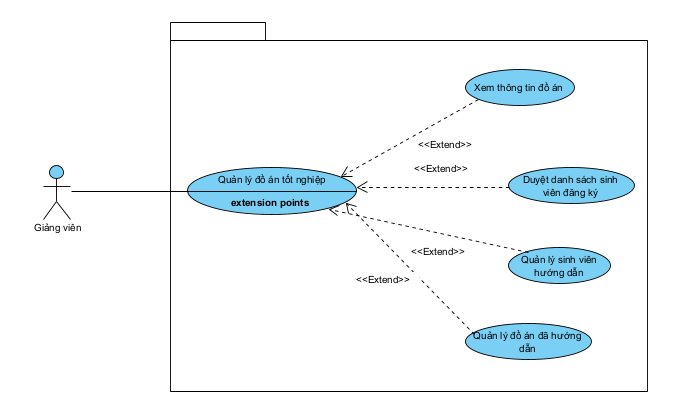 Xem thông tin đồ án
<<Extend>>
<<Extend>>
Quản lý đồ án tốt nghiệp
extension points
Duyệt danh sách sinh
viên đăng ký
Giảng viên
<<Extend>>
Quản lý sinh viên
hướng dẫn
<<Extend>>
Quản lý đồ án đã hướng
dẫn